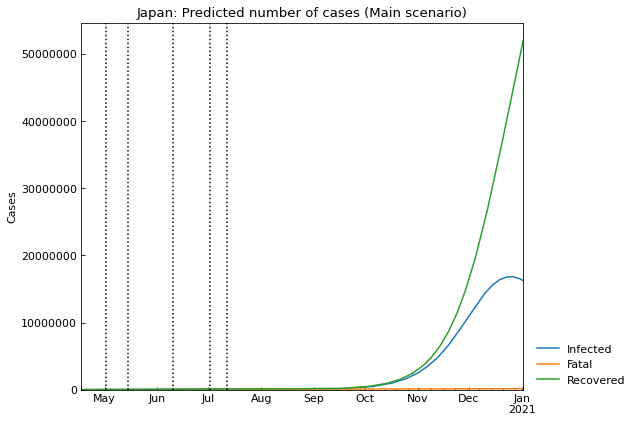 Japan: Predicted number of cases (Main scenario)
50000000
40000000
30000000
20000000
10000000
0
Cases
May Jun Jul Aug Sep Oct Nov Dec Jan
2021
Infected
Fatal
Recovered